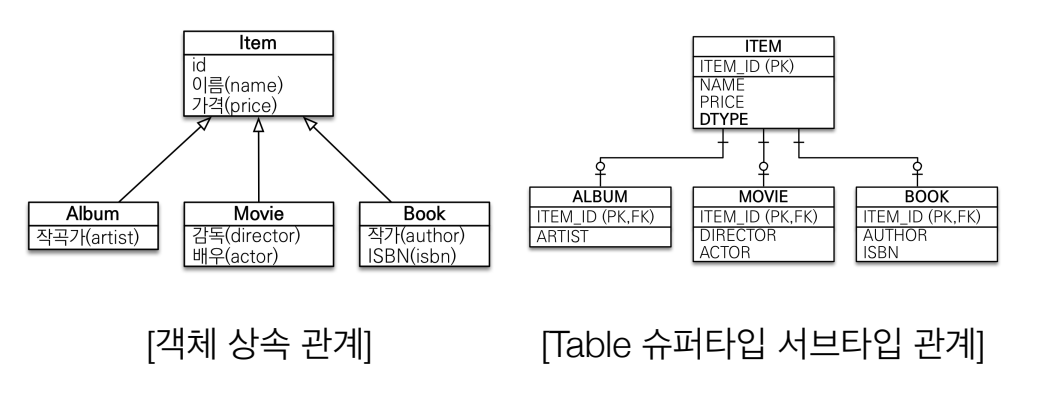 Item
id
이름(name)
가격(price)
Album
작곡가(artist)
Movie
감독(director)
배우(actor)
Book
작가(author)
ISBN(isbn)
[객체 상속 관계]
ITEM
ITEM_ID (PK)
NAME
PRICE
DTYPE
ALBUM
ITEM_ID (PK,FK)
ARTIST
MOVIE
ITEM_ID (PK,FK)
DIRECTOR
ACTOR
BOOK
ITEM_ID (PK,FK)
AUTHOR
ISBN
[Table 슈퍼타입 서브타입 관계]